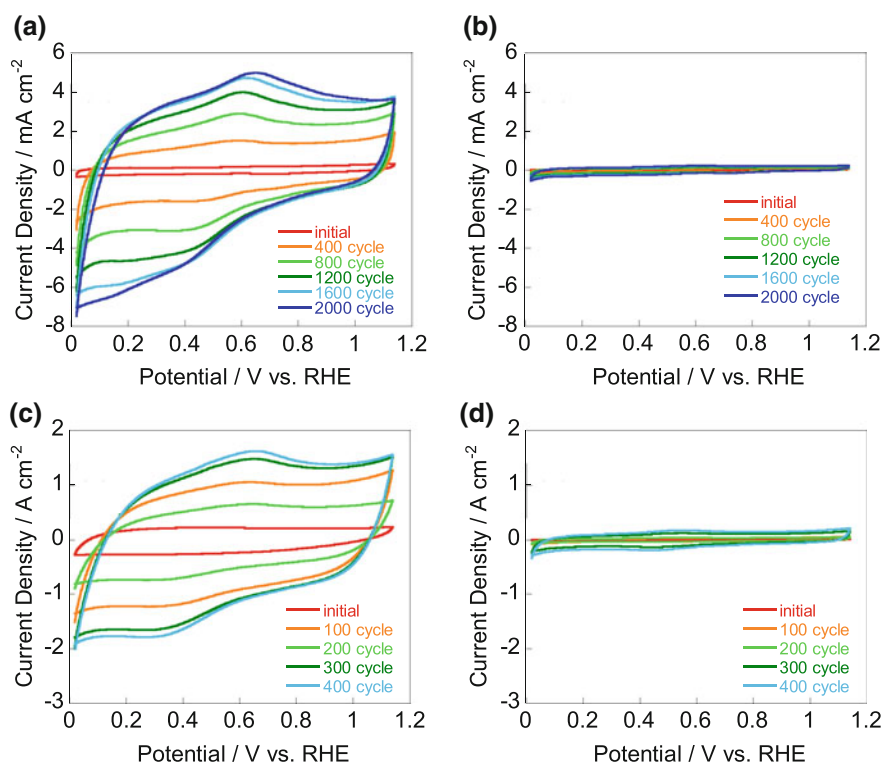 (a)
6
4
2
0
-2
-4
-6
-8
0 0.2 0.4 0.6 0.8 1 1.2
Current Density / mA cm⁻²
Potential / V vs. RHE
initial
400 cycle
800 cycle
1200 cycle
1600 cycle
2000 cycle
(b)
6
4
2
0
-2
-4
-6
-8
0 0.2 0.4 0.6 0.8 1 1.2
Current Density / mA cm⁻²
Potential / V vs. RHE
initial
400 cycle
800 cycle
1200 cycle
1600 cycle
2000 cycle
(c)
2
1
0
-1
-2
-3
0 0.2 0.4 0.6 0.8 1 1.2
Current Density / A cm⁻²
Potential / V vs. RHE
initial
100 cycle
200 cycle
300 cycle
400 cycle
(d)
2
1
0
-1
-2
-3
0 0.2 0.4 0.6 0.8 1 1.2
Current Density / A cm⁻²
Potential / V vs. RHE
initial
100 cycle
200 cycle
300 cycle
400 cycle